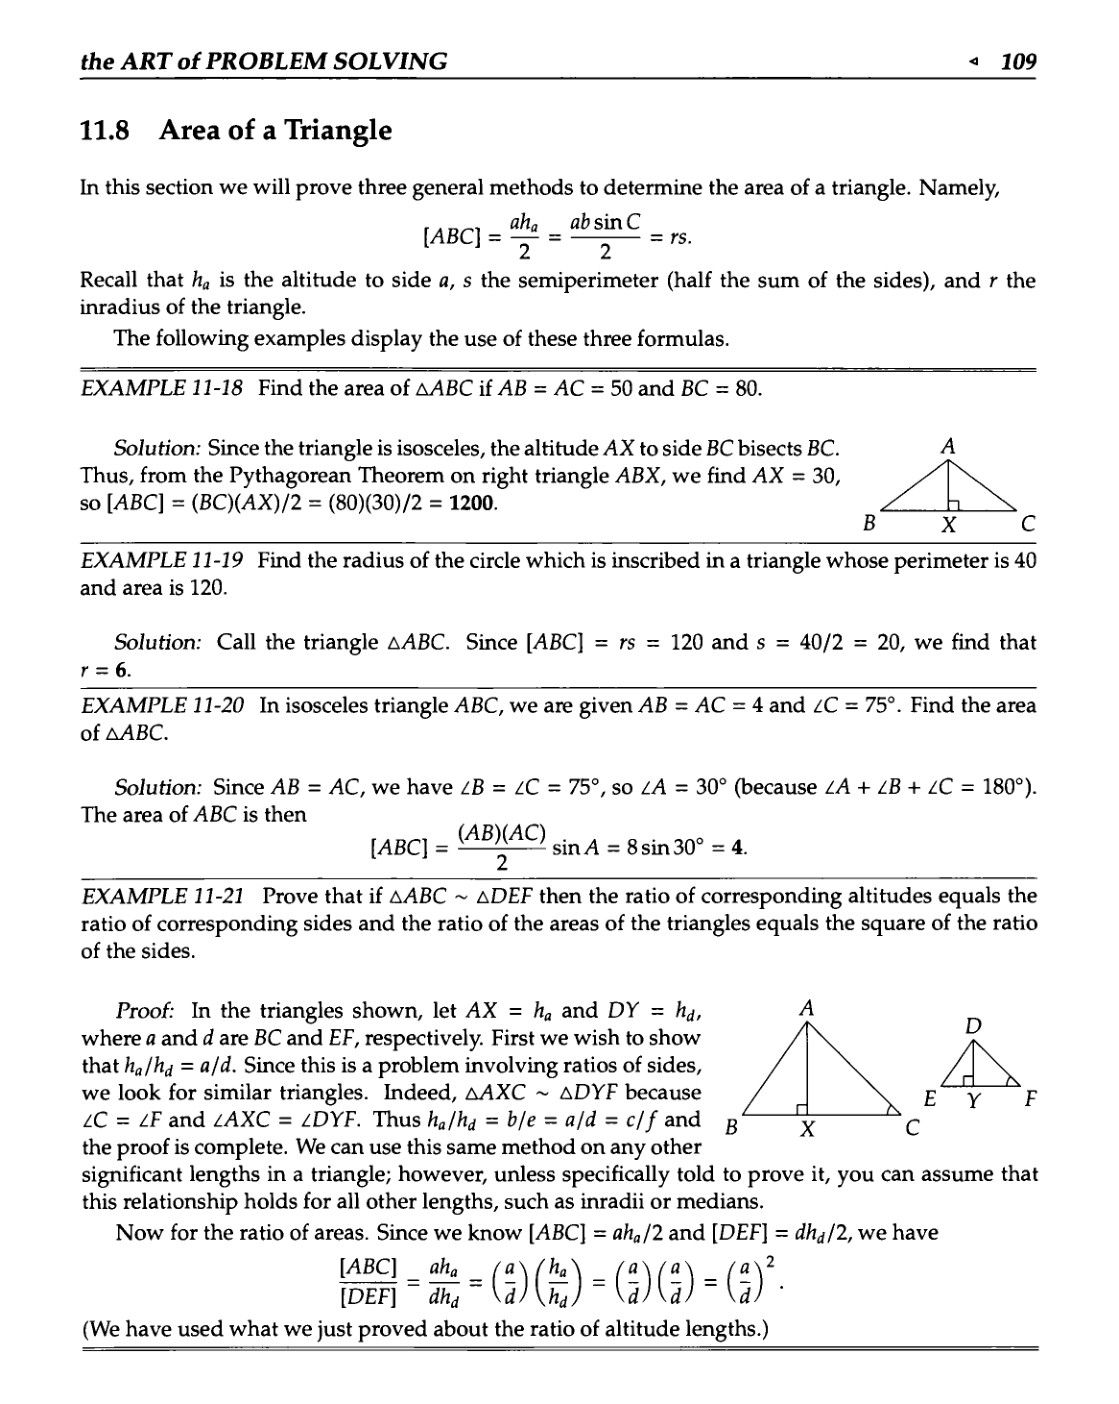 the ART of PROBLEM SOLVING ◁ 109
11.8 Area of a Triangle
In this section we will prove three general methods to determine the area of a triangle. Namely,
[ABC] = ahₐ/2 = ab sin C/2 = rs.
Recall that hₐ is the altitude to side a, s the semiperimeter (half the sum of the sides), and r the
inradius of the triangle.
The following examples display the use of these three formulas.
EXAMPLE 11-18 Find the area of △ABC if AB = AC = 50 and BC = 80.
Solution: Since the triangle is isosceles, the altitude AX to side BC bisects BC.
Thus, from the Pythagorean Theorem on right triangle ABX, we find AX = 30,
so [ABC] = (BC)(AX)/2 = (80)(30)/2 = 1200.
A
B X C
EXAMPLE 11-19 Find the radius of the circle which is inscribed in a triangle whose perimeter is 40
and area is 120.
Solution: Call the triangle △ABC. Since [ABC] = rs = 120 and s = 40/2 = 20, we find that
r = 6.
EXAMPLE 11-20 In isosceles triangle ABC, we are given AB = AC = 4 and ∠C = 75°. Find the area
of △ABC.
Solution: Since AB = AC, we have ∠B = ∠C = 75°, so ∠A = 30° (because ∠A + ∠B + ∠C = 180°).
The area of ABC is then
[ABC] = (AB)(AC)/2 sin A = 8 sin 30° = 4.
EXAMPLE 11-21 Prove that if △ABC ~ △DEF then the ratio of corresponding altitudes equals the
ratio of corresponding sides and the ratio of the areas of the triangles equals the square of the ratio
of the sides.
Proof: In the triangles shown, let AX = hₐ and DY = h_d,
where a and d are BC and EF, respectively. First we wish to show
that hₐ/h_d = a/d. Since this is a problem involving ratios of sides,
we look for similar triangles. Indeed, △AXC ~ △DYF because
∠C = ∠F and ∠AXC = ∠DYF. Thus hₐ/h_d = b/e = a/d = c/f and
the proof is complete. We can use this same method on any other
A
D
E Y F
B X C
significant lengths in a triangle; however, unless specifically told to prove it, you can assume that
this relationship holds for all other lengths, such as inradii or medians.
Now for the ratio of areas. Since we know [ABC] = ahₐ/2 and [DEF] = dh_d/2, we have
[ABC]/[DEF] = ahₐ/dh_d = (a/d)(hₐ/h_d) = (a/d)(a/d) = (a/d)².
(We have used what we just proved about the ratio of altitude lengths.)